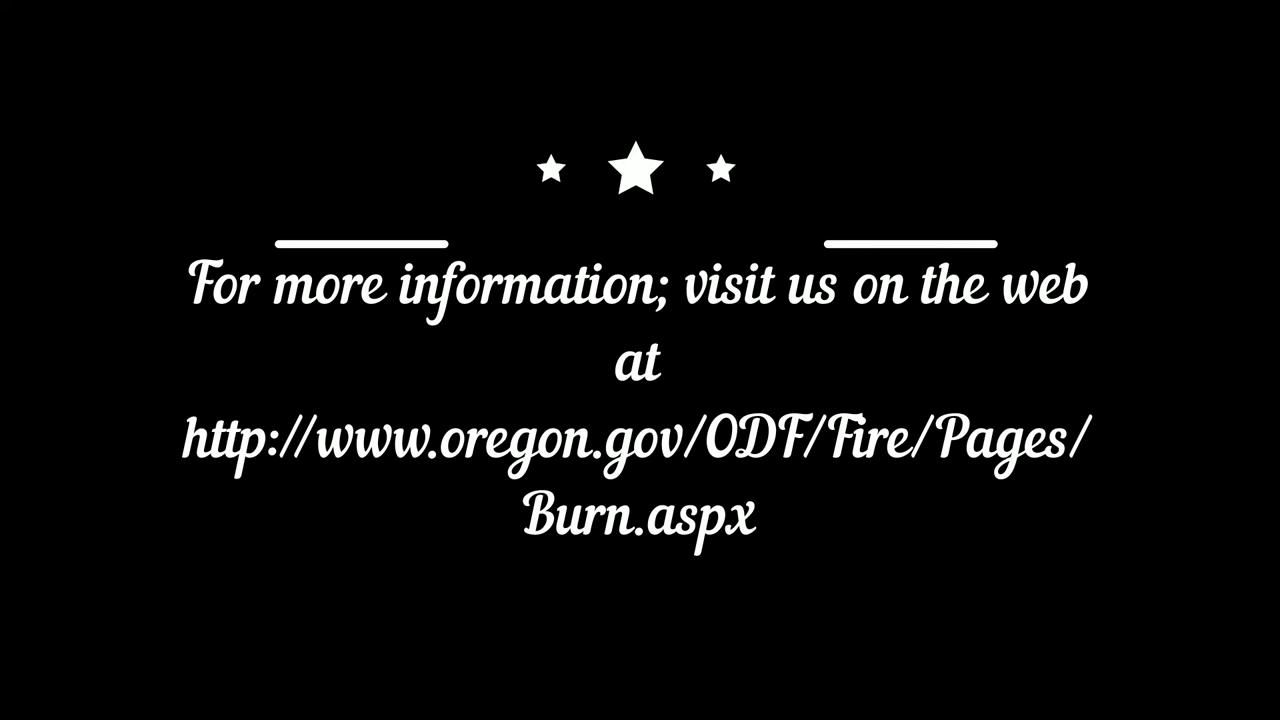 For more information; visit us on the web
at
http://www.oregon.gov/ODF/Fire/Pages/
Burn.aspx